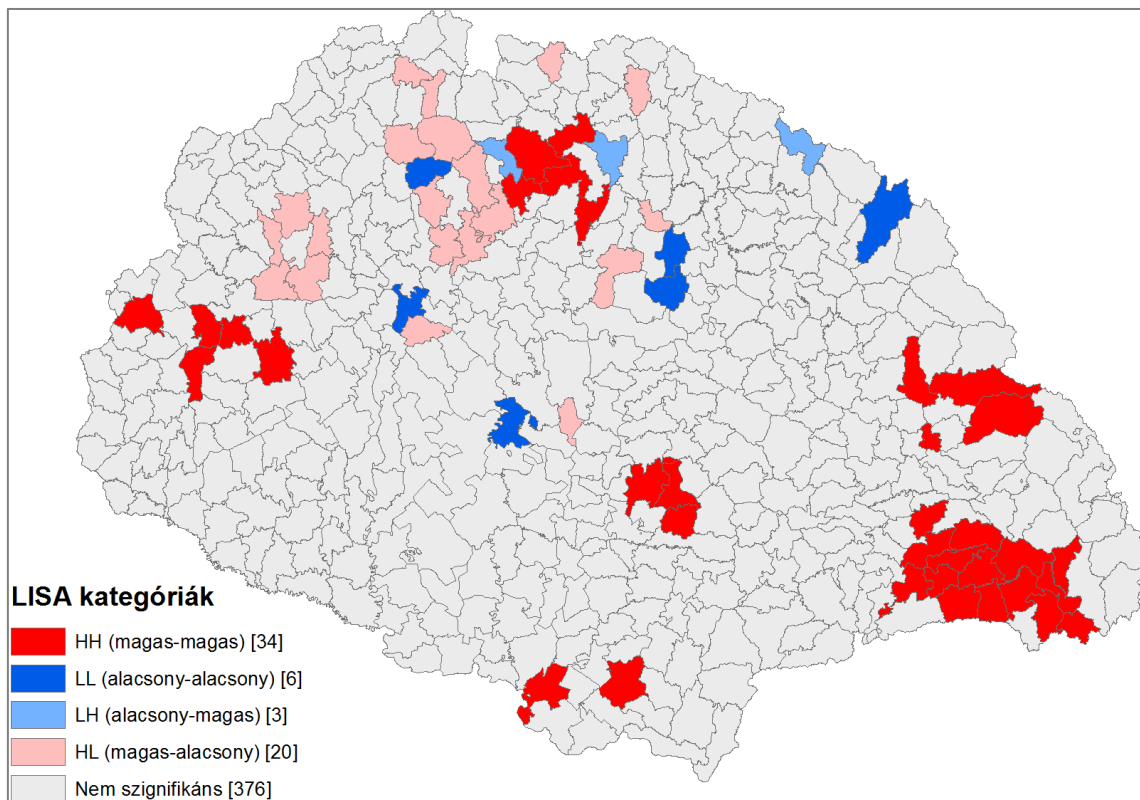 LISA kategóriák
HH (magas-magas) [34]
LL (alacsony-alacsony) [6]
LH (alacsony-magas) [3]
HL (magas-alacsony) [20]
Nem szignifikáns [376]